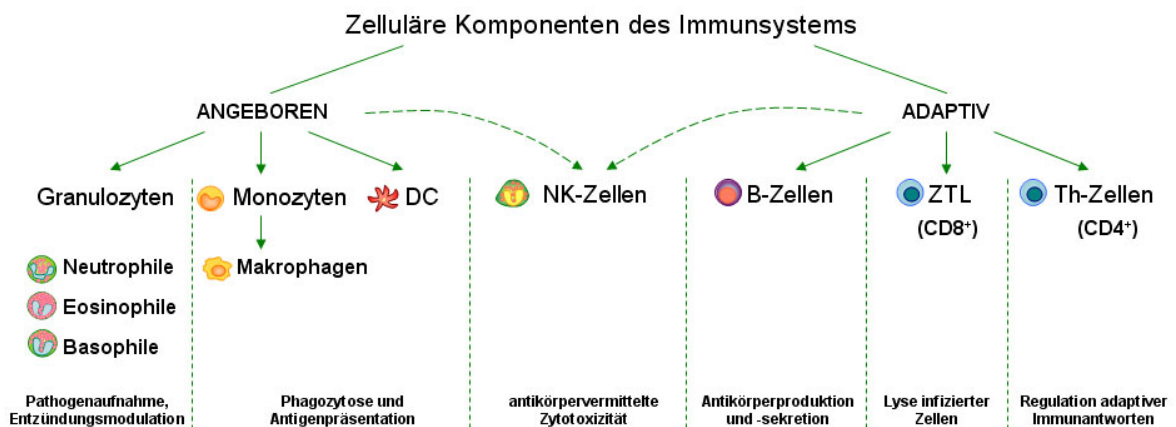 Zelluläre Komponenten des Immunsystems
ANGEBOREN
ADAPTIV
Granulozyten
Monozyten
DC
NK-Zellen
B-Zellen
ZTL
(CD8⁺)
Th-Zellen
(CD4⁺)
Neutrophile
Eosinophile
Basophile
Makrophagen
Pathogenaufnahme,
Entzündungsmodulation
Phagozytose und
Antigenpräsentation
antikörpervermittelte
Zytotoxizität
Antikörperproduktion
und -sekretion
Lyse infizierter
Zellen
Regulation adaptiver
Immunantworten